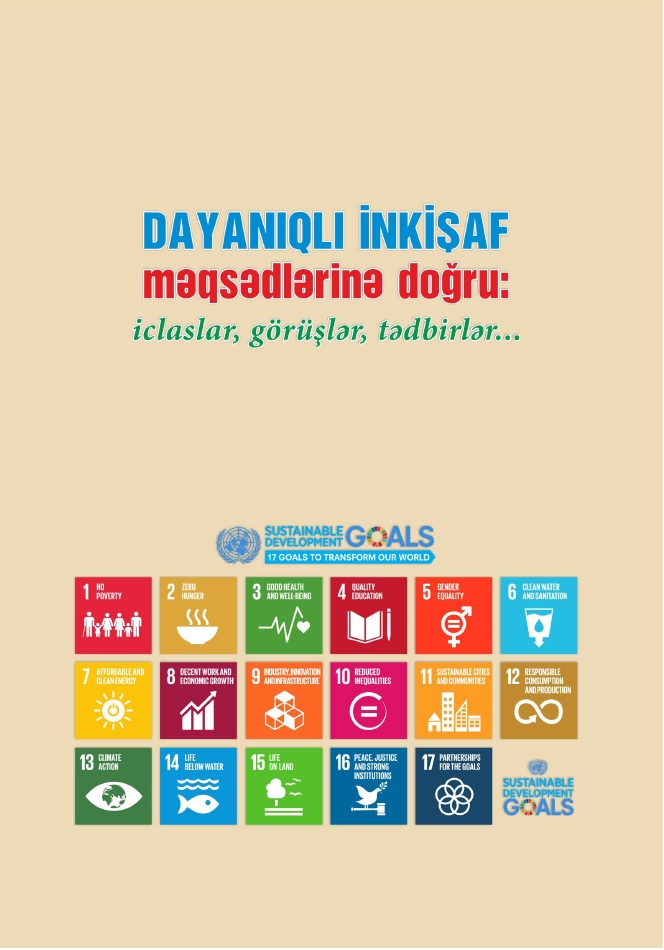 DAYANIQLI İNKİŞAF
məqsədlərinə doğru:
iclaslar, görüşlər, tədbirlər...
SUSTAINABLE
DEVELOPMENT
GOALS
17 GOALS TO TRANSFORM OUR WORLD
1 NO
POVERTY
2 ZERO
HUNGER
3 GOOD HEALTH
AND WELL-BEING
4 QUALITY
EDUCATION
5 GENDER
EQUALITY
6 CLEAN WATER
AND SANITATION
7 AFFORDABLE AND
CLEAN ENERGY
8 DECENT WORK AND
ECONOMIC GROWTH
9 INDUSTRY, INNOVATION
AND INFRASTRUCTURE
10 REDUCED
INEQUALITIES
11 SUSTAINABLE CITIES
AND COMMUNITIES
12 RESPONSIBLE
CONSUMPTION
AND PRODUCTION
13 CLIMATE
ACTION
14 LIFE
BELOW WATER
15 LIFE
ON LAND
16 PEACE, JUSTICE
AND STRONG
INSTITUTIONS
17 PARTNERSHIPS
FOR THE GOALS
SUSTAINABLE
DEVELOPMENT
GOALS